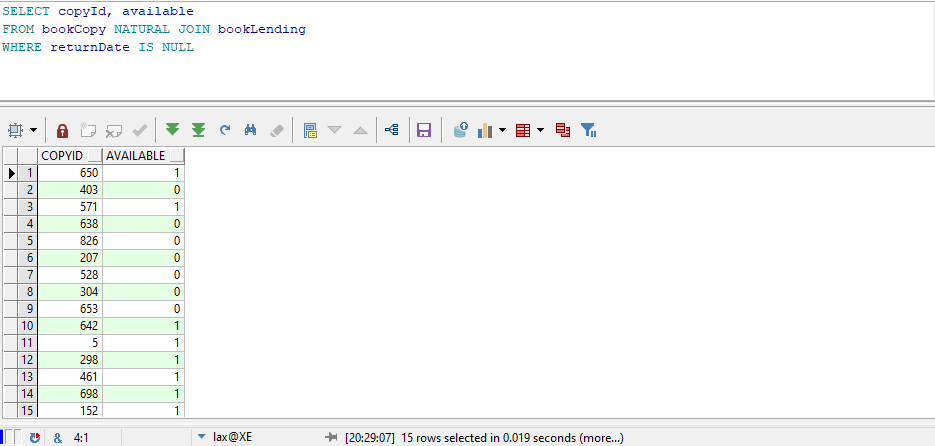 SELECT copyId, available
FROM bookCopy NATURAL JOIN bookLending
WHERE returnDate IS NULL
COPYID AVAILABLE
1 650 1
2 403 0
3 571 1
4 638 0
5 826 0
6 207 0
7 528 0
8 304 0
9 653 0
10 642 1
11 5 1
12 298 1
13 461 1
14 698 1
15 152 1
& 4:1 lax@XE [20:29:07] 15 rows selected in 0.019 seconds (more...)